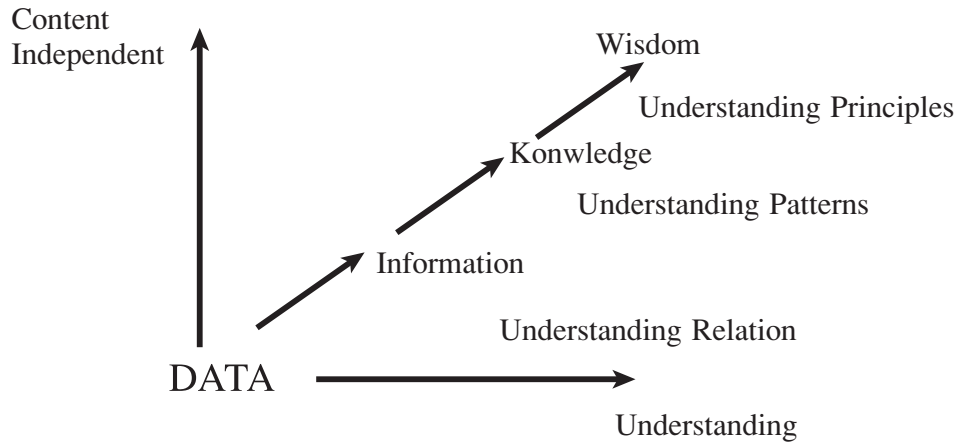 Content
Independent
Wisdom
Understanding Principles
Konwledge
Understanding Patterns
Information
Understanding Relation
DATA
Understanding